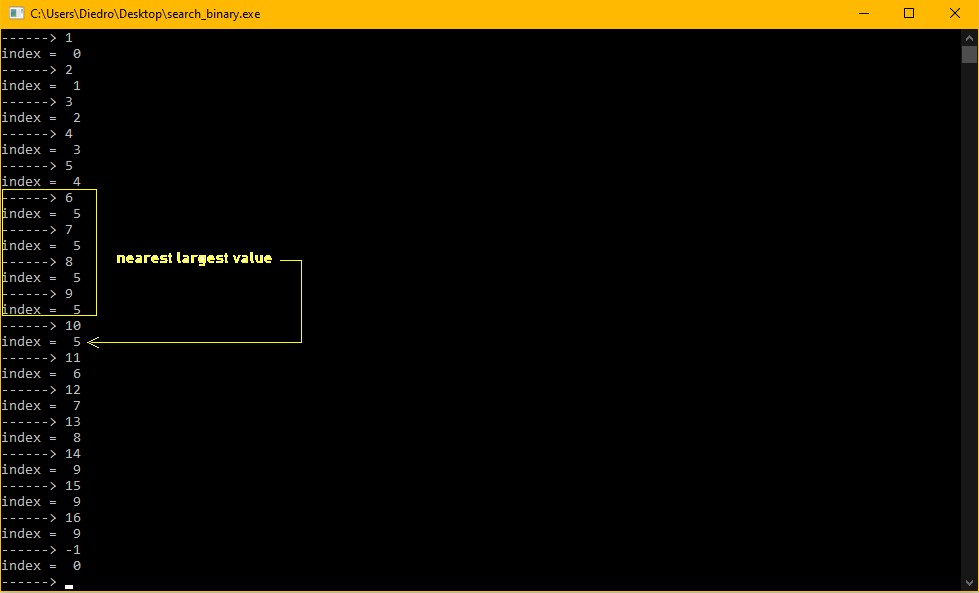 C:\Users\Diedro\Desktop\search_binary.exe
------> 1
index =  0
------> 2
index =  1
------> 3
index =  2
------> 4
index =  3
------> 5
index =  4
------> 6
index =  5
------> 7
index =  5
nearest largest value
------> 8
index =  5
------> 9
index =  5
------> 10
index =  5
------> 11
index =  6
------> 12
index =  7
------> 13
index =  8
------> 14
index =  9
------> 15
index =  9
------> 16
index =  9
------> -1
index =  0
------>